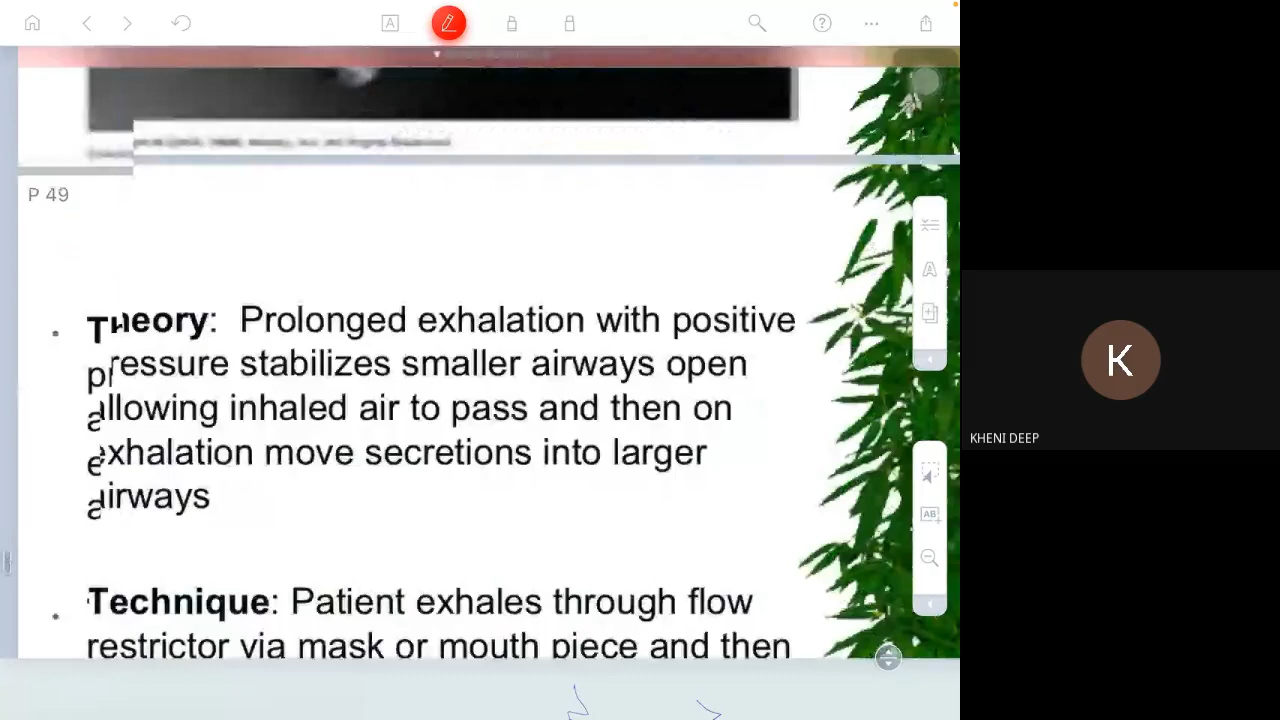 A
P 49
Theory: Prolonged exhalation with positive
pressure stabilizes smaller airways open
allowing inhaled air to pass and then on
exhalation move secretions into larger
airways
Technique: Patient exhales through flow
restrictor via mask or mouth piece and then
A
AB
K
KHENI DEEP